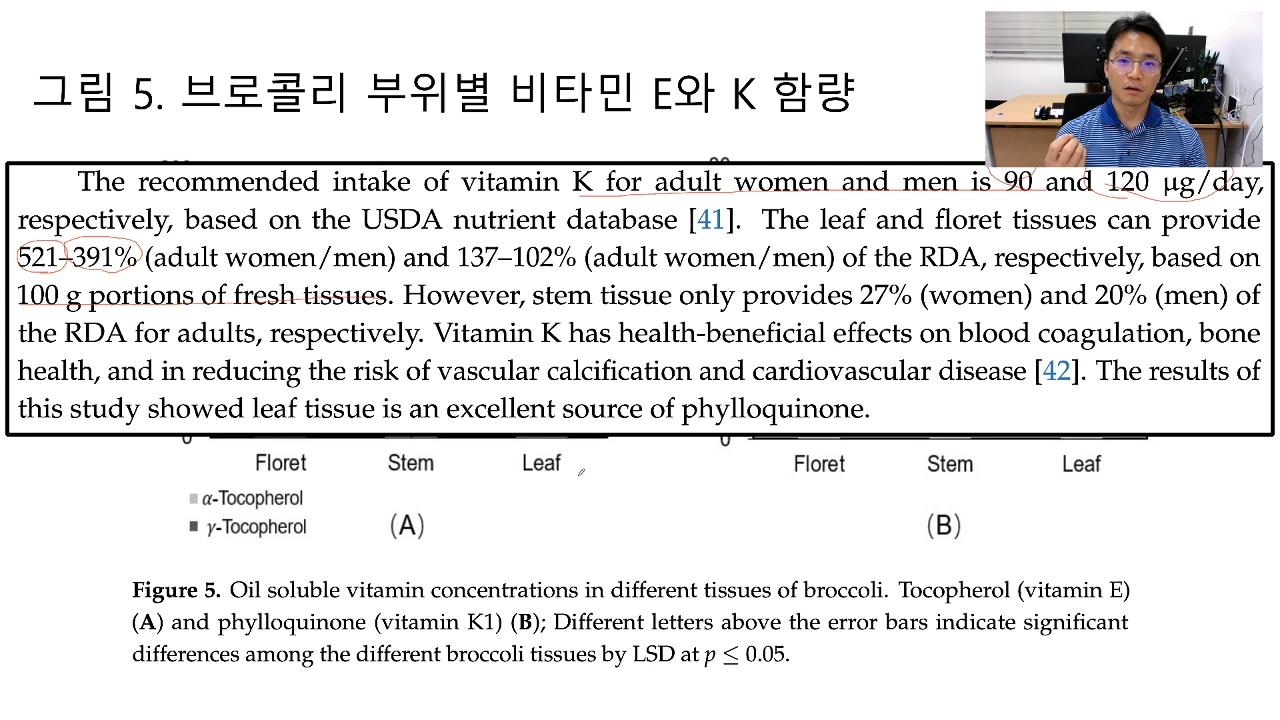 그림 5. 브로콜리 부위별 비타민 E와 K 함량
The recommended intake of vitamin K for adult women and men is 90 and 120 μg/day,
respectively, based on the USDA nutrient database [41]. The leaf and floret tissues can provide
521–391% (adult women/men) and 137–102% (adult women/men) of the RDA, respectively, based on
100 g portions of fresh tissues. However, stem tissue only provides 27% (women) and 20% (men) of
the RDA for adults, respectively. Vitamin K has health-beneficial effects on blood coagulation, bone
health, and in reducing the risk of vascular calcification and cardiovascular disease [42]. The results of
this study showed leaf tissue is an excellent source of phylloquinone.
0 0
Floret Stem Leaf Floret Stem Leaf
α-Tocopherol
γ-Tocopherol (A) (B)
Figure 5. Oil soluble vitamin concentrations in different tissues of broccoli. Tocopherol (vitamin E)
(A) and phylloquinone (vitamin K1) (B); Different letters above the error bars indicate significant
differences among the different broccoli tissues by LSD at p ≤ 0.05.